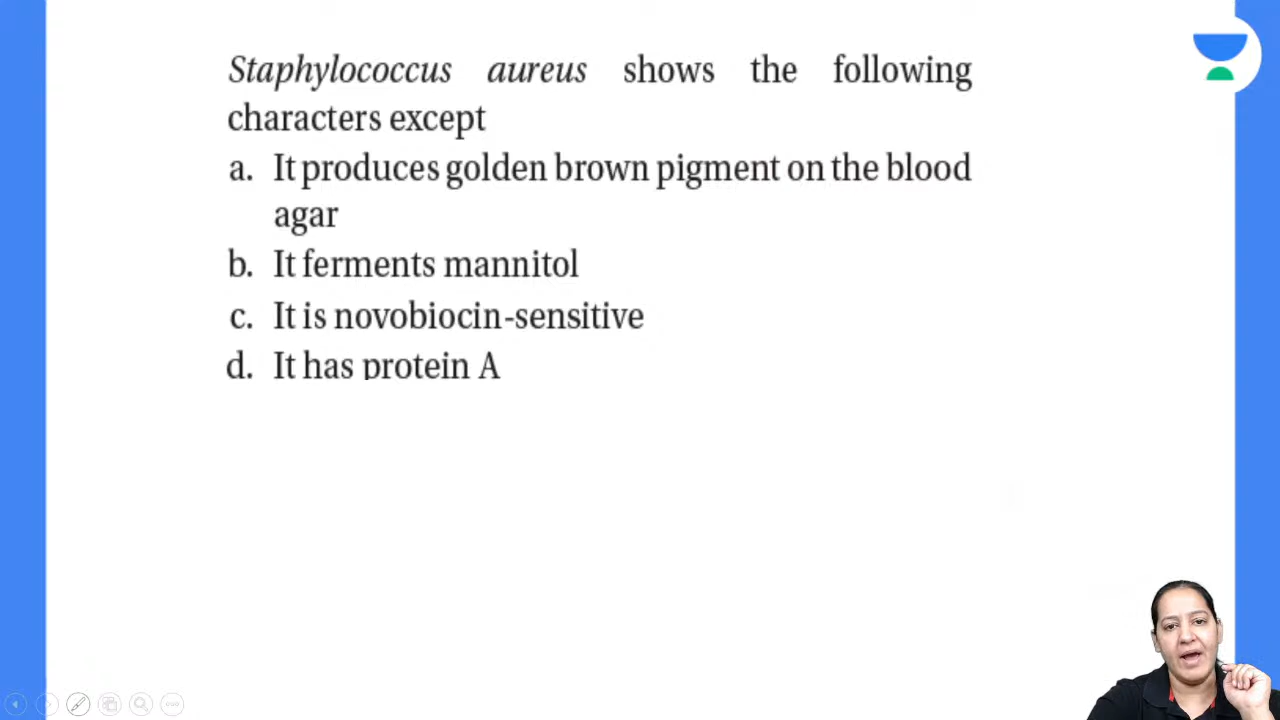 Staphylococcus aureus shows the following
characters except
a. It produces golden brown pigment on the blood
agar
b. It ferments mannitol
c. It is novobiocin-sensitive
d. It has protein A